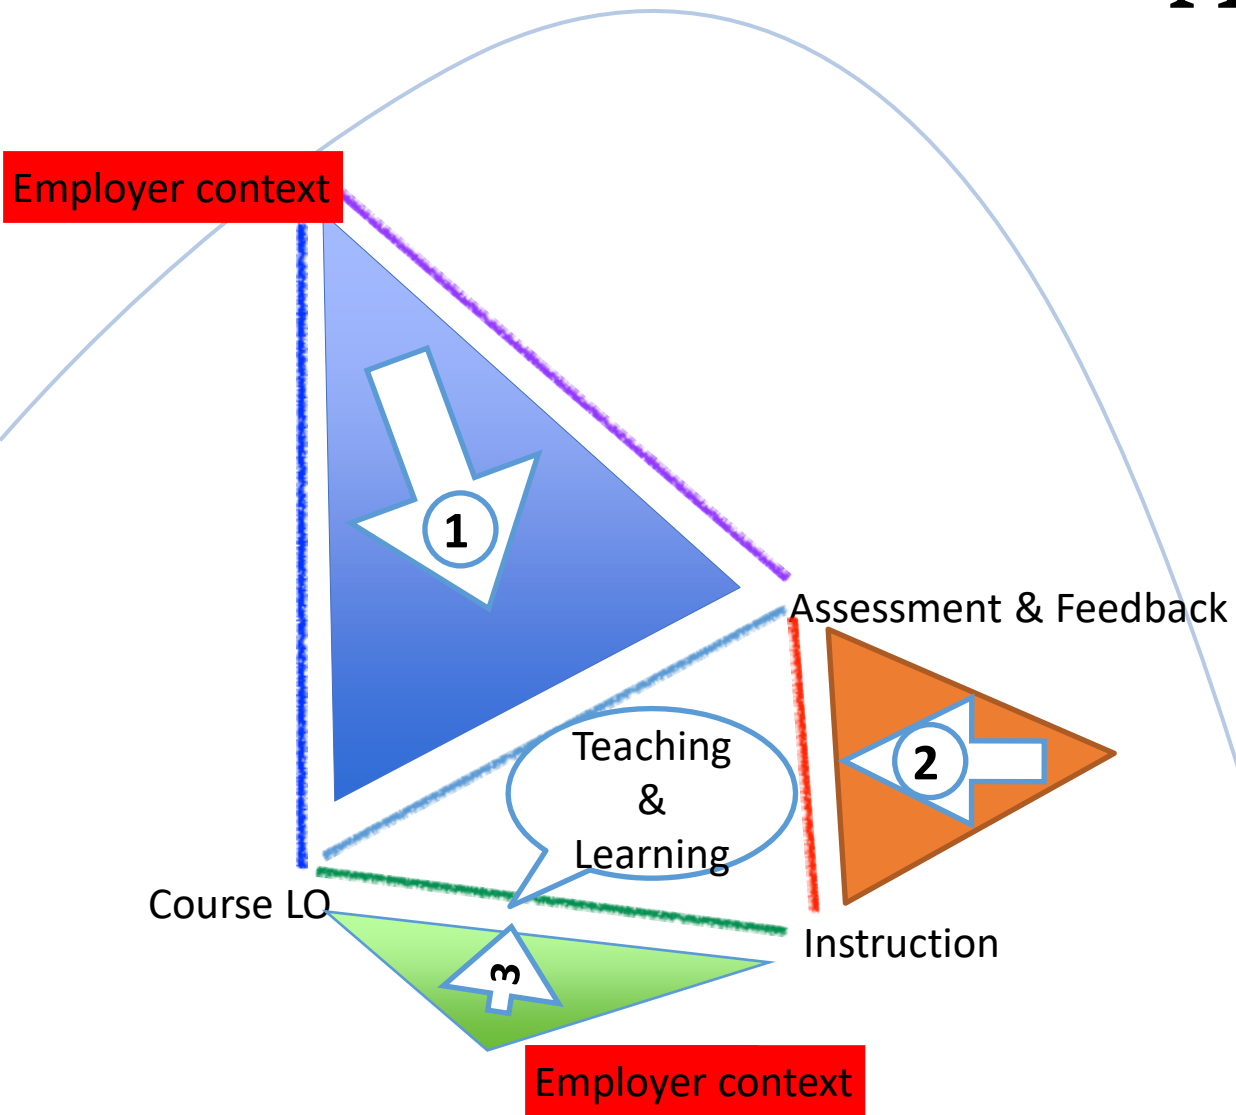 Employer context
1
Assessment & Feedback
Teaching
&
Learning
2
Course LO
Instruction
3
Employer context